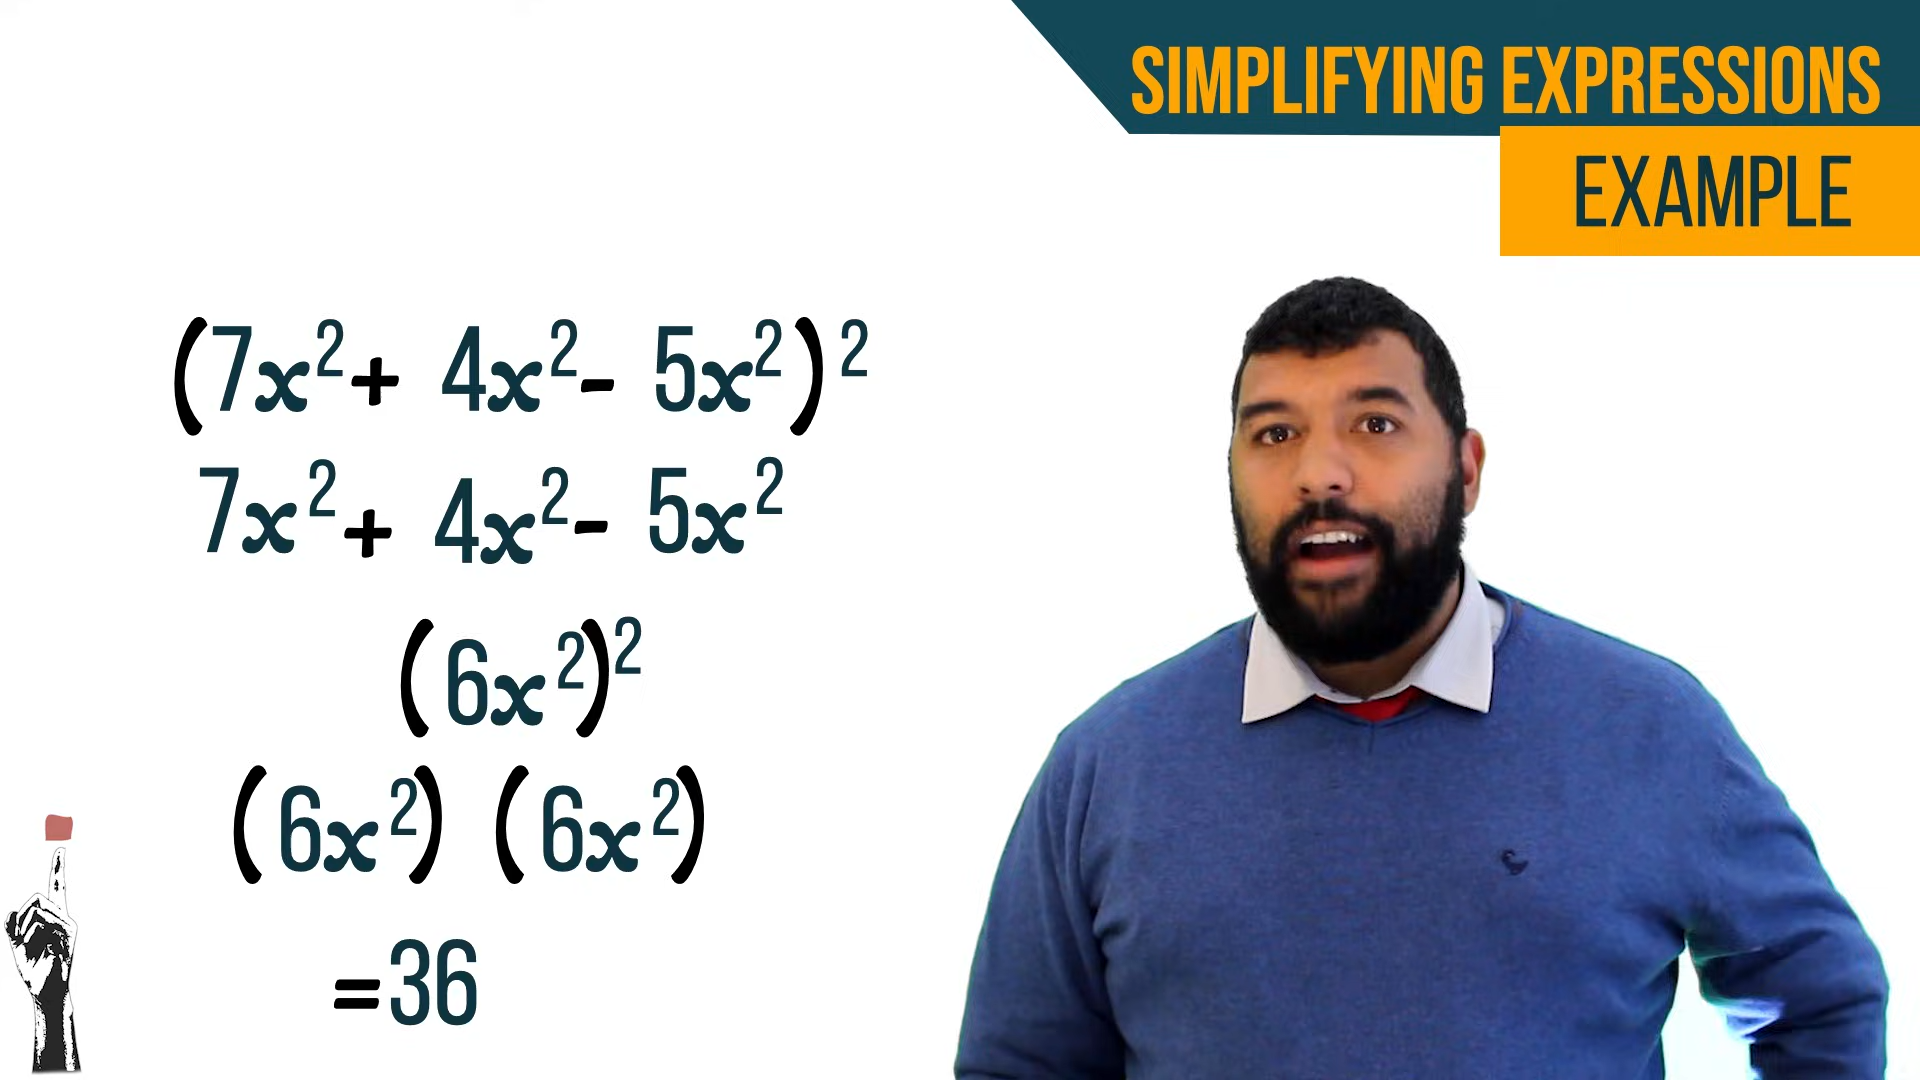 SIMPLIFYING EXPRESSIONS
EXAMPLE
(7x²+ 4x²- 5x²)²
7x²+ 4x²- 5x²
(6x²)²
(6x²) (6x²)
=36